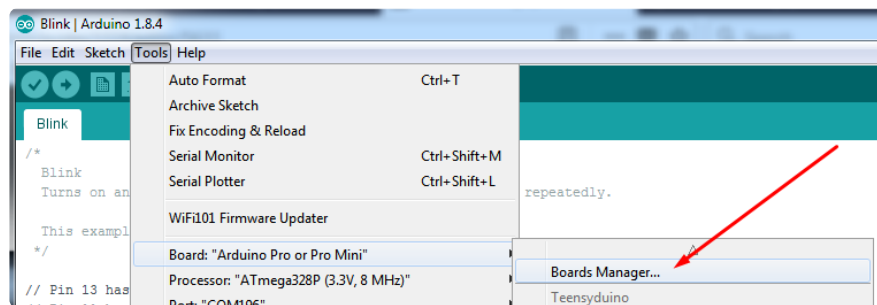 Blink | Arduino 1.8.4
File Edit Sketch Tools Help
Auto Format Ctrl+T
Archive Sketch
Blink
Fix Encoding & Reload
/*
Serial Monitor Ctrl+Shift+M
Blink
Serial Plotter Ctrl+Shift+L
Turns on an repeatedly.
WiFi101 Firmware Updater
This exampl
*/
Board: "Arduino Pro or Pro Mini"
Boards Manager...
Processor: "ATmega328P (3.3V, 8 MHz)"
// Pin 13 has
Teensyduino
Port: "COM106"